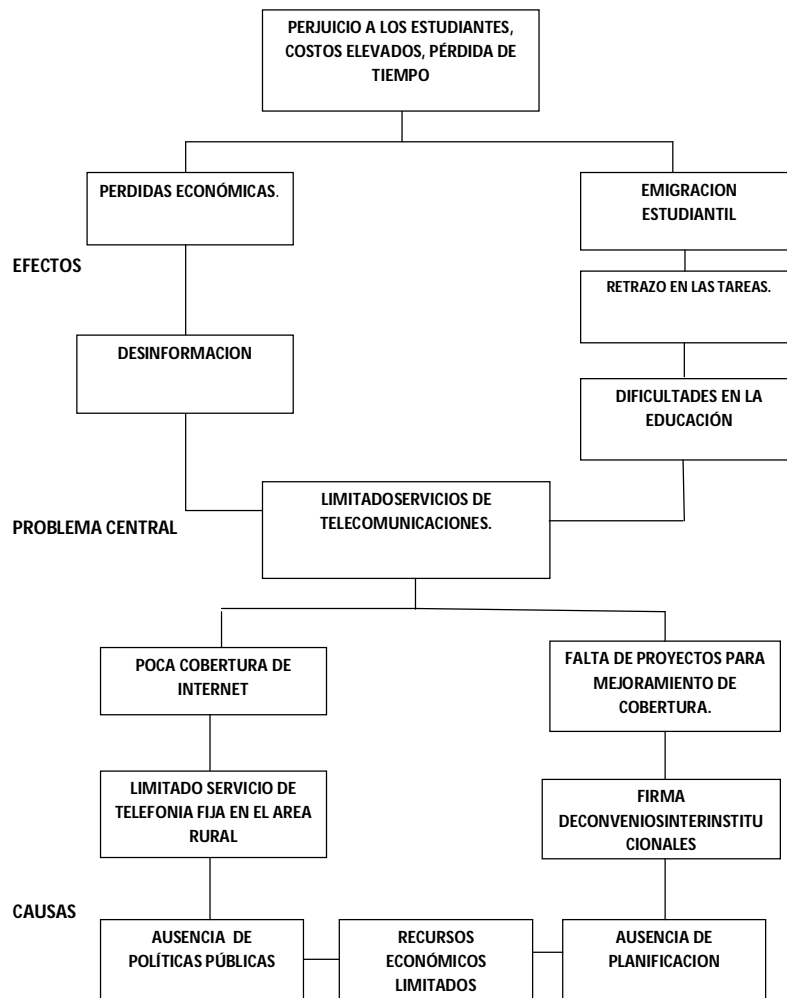 PERJUICIO A LOS ESTUDIANTES,
COSTOS ELEVADOS, PÉRDIDA DE
TIEMPO
PERDIDAS ECONÓMICAS.
EMIGRACION
ESTUDIANTIL
EFECTOS
RETRAZO EN LAS TAREAS.
DESINFORMACION
DIFICULTADES EN LA
EDUCACIÓN
LIMITADOSERVICIOS DE
TELECOMUNICACIONES.
PROBLEMA CENTRAL
POCA COBERTURA DE
INTERNET
FALTA DE PROYECTOS PARA
MEJORAMIENTO DE
COBERTURA.
LIMITADO SERVICIO DE
TELEFONIA FIJA EN EL AREA
RURAL
FIRMA
DECONVENIOSINTERINSTITU
CIONALES
CAUSAS
AUSENCIA DE
POLÍTICAS PÚBLICAS
RECURSOS
ECONÓMICOS
LIMITADOS
AUSENCIA DE
PLANIFICACION